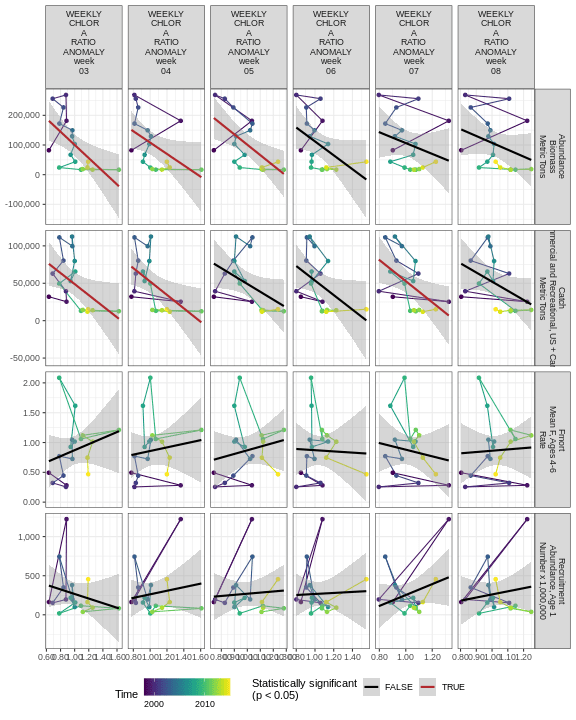 WEEKLY
CHLOR
A
RATIO
ANOMALY
week
03
WEEKLY
CHLOR
A
RATIO
ANOMALY
week
04
WEEKLY
CHLOR
A
RATIO
ANOMALY
week
05
WEEKLY
CHLOR
A
RATIO
ANOMALY
week
06
WEEKLY
CHLOR
A
RATIO
ANOMALY
week
07
WEEKLY
CHLOR
A
RATIO
ANOMALY
week
08
200,000
100,000
0
-100,000
Abundance
Biomass
Metric Tons
100,000
50,000
0
-50,000
Catch
mmercial and Recreational, US + Ca
Metric Tons
2.00
1.50
1.00
0.50
0.00
Fmort
Mean F, Ages 4-6
Rate
1,000
500
0
Recruitment
Abundance, Age 1
Number x 1,000,000
0.60 0.80 1.00 1.20 1.40 1.60
0.80 1.00 1.20 1.40 1.60
0.80 1.00 1.20 1.40
0.80 1.00 1.20
0.80 0.90 1.00 1.10 1.20
Time
2000 2010
Statistically significant
(p < 0.05)
FALSE
TRUE